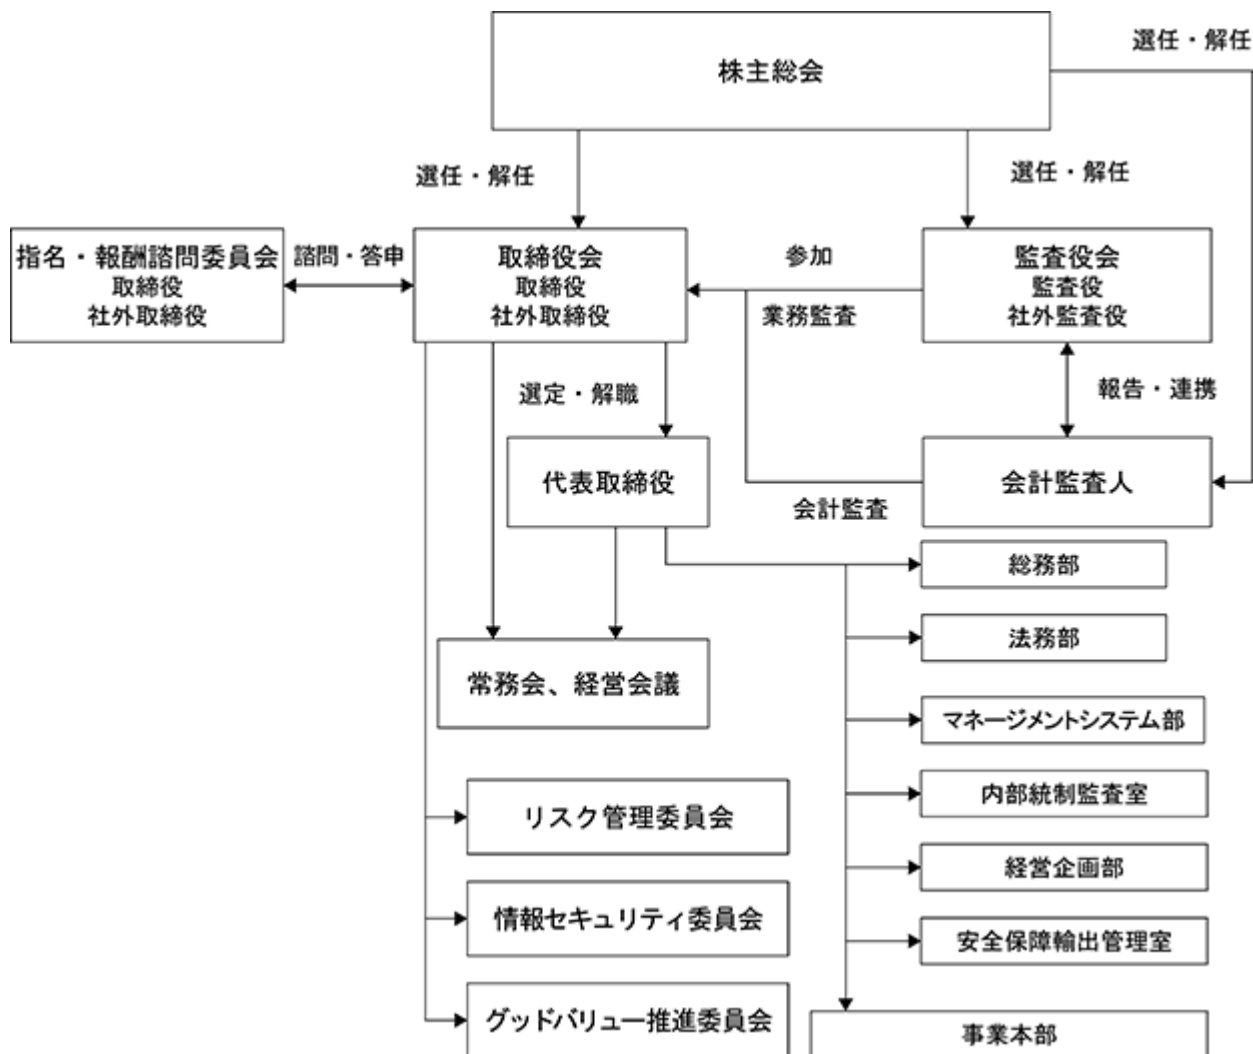 株主総会
選任・解任
選任・解任
選任・解任
指名・報酬諮問委員会
取締役
社外取締役
諮問・答申
取締役会
取締役
社外取締役
参加
業務監査
監査役会
監査役
社外監査役
選定・解職
報告・連携
代表取締役
会計監査
会計監査人
総務部
法務部
常務会、経営会議
マネージメントシステム部
内部統制監査室
リスク管理委員会
経営企画部
情報セキュリティ委員会
安全保障輸出管理室
グッドバリュー推進委員会
事業本部